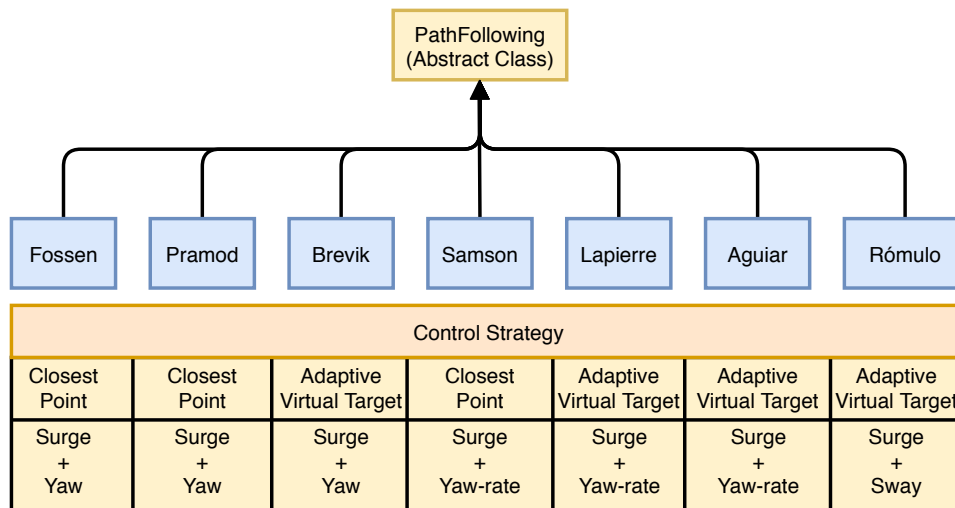 PathFollowing
(Abstract Class)
Fossen
Pramod
Brevik
Samson
Lapierre
Aguiar
Rómulo
Control Strategy
Closest
Point
Closest
Point
Adaptive
Virtual Target
Closest
Point
Adaptive
Virtual Target
Adaptive
Virtual Target
Adaptive
Virtual Target
Surge
+
Yaw
Surge
+
Yaw
Surge
+
Yaw
Surge
+
Yaw-rate
Surge
+
Yaw-rate
Surge
+
Yaw-rate
Surge
+
Sway